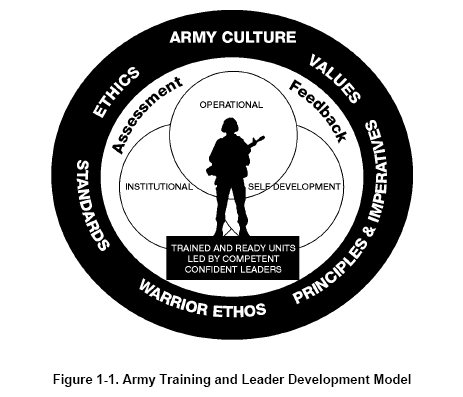 ARMY CULTURE
ETHICS
VALUES
Assessment
Feedback
OPERATIONAL
INSTITUTIONAL
SELF DEVELOPMENT
STANDARDS
PRINCIPLES & IMPERATIVES
TRAINED AND READY UNITS
LED BY COMPETENT
CONFIDENT LEADERS
WARRIOR ETHOS
Figure 1-1. Army Training and Leader Development Model